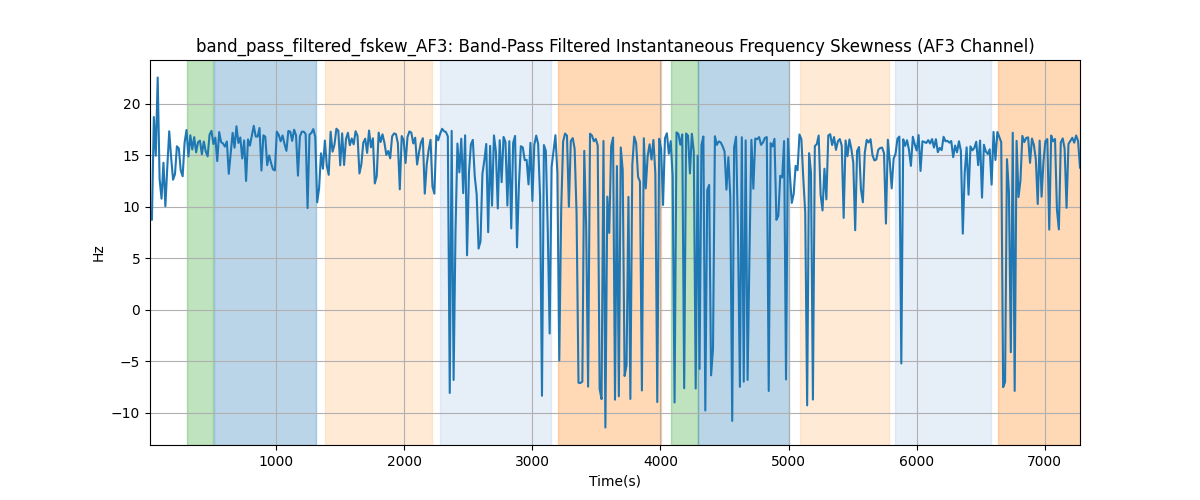 band_pass_filtered_fskew_AF3: Band-Pass Filtered Instantaneous Frequency Skewness (AF3 Channel)
20
15
10
5
0
−5
−10
Hz
1000 2000 3000 4000 5000 6000 7000
Time(s)